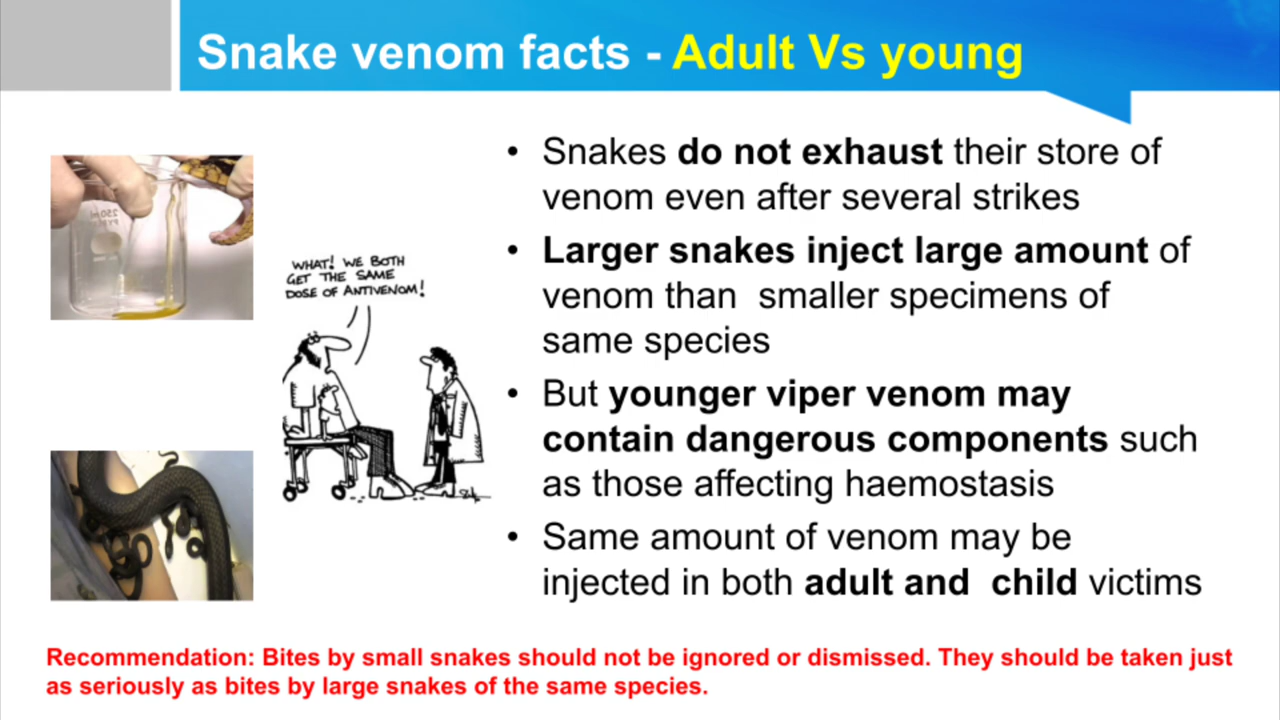 Snake venom facts - Adult Vs young
WHAT! WE BOTH
GET THE SAME
DOSE OF ANTIVENOM!
• Snakes do not exhaust their store of
venom even after several strikes
• Larger snakes inject large amount of
venom than smaller specimens of
same species
• But younger viper venom may
contain dangerous components such
as those affecting haemostasis
• Same amount of venom may be
injected in both adult and child victims
Recommendation: Bites by small snakes should not be ignored or dismissed. They should be taken just
as seriously as bites by large snakes of the same species.